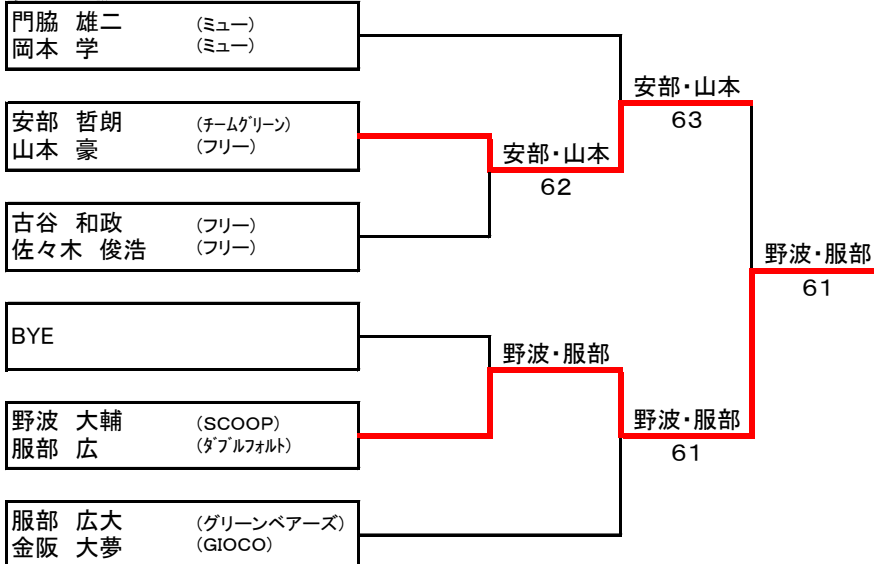 門脇 雄二 (ミュー)
岡本 学 (ミュー)
安部 哲朗 (チームグリーン)
山本 豪 (フリー)
古谷 和政 (フリー)
佐々木 俊浩 (フリー)
BYE
野波 大輔 (SCOOP)
服部 広 (ダブルフォルト)
服部 広大 (グリーンベアーズ)
金阪 大夢 (GIOCO)
安部・山本
62
野波・服部
安部・山本
63
野波・服部
61
野波・服部
61